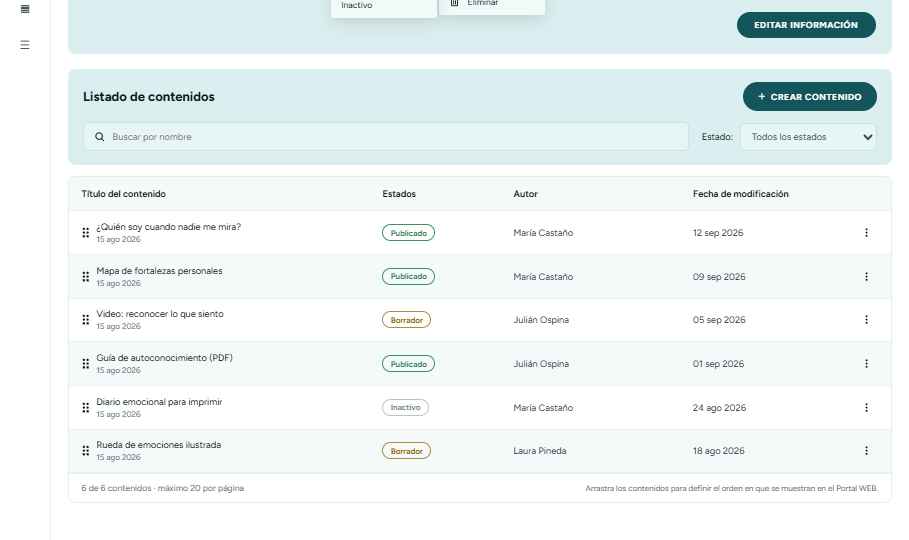 Inactivo
Eliminar
EDITAR INFORMACIÓN
Listado de contenidos
+ CREAR CONTENIDO
Buscar por nombre
Estado:
Todos los estados
Título del contenido Estados Autor Fecha de modificación
¿Quién soy cuando nadie me mira?
15 ago 2026
Publicado
María Castaño
12 sep 2026
Mapa de fortalezas personales
15 ago 2026
Publicado
María Castaño
09 sep 2026
Video: reconocer lo que siento
15 ago 2026
Borrador
Julián Ospina
05 sep 2026
Guía de autoconocimiento (PDF)
15 ago 2026
Publicado
Julián Ospina
01 sep 2026
Diario emocional para imprimir
15 ago 2026
Inactivo
María Castaño
24 ago 2026
Rueda de emociones ilustrada
15 ago 2026
Borrador
Laura Pineda
18 ago 2026
6 de 6 contenidos · máximo 20 por página
Arrastra los contenidos para definir el orden en que se muestran en el Portal WEB.